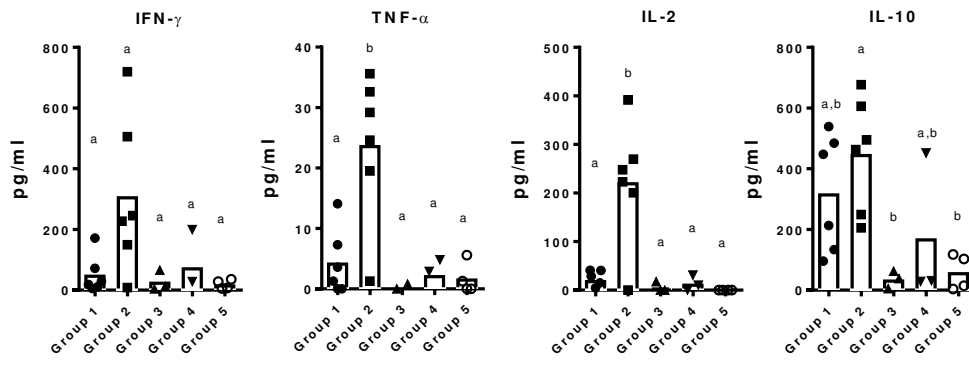 IFN-γ
800
600
400
200
0
pg/ml
a
a
a
a
a
Group 1
Group 2
Group 3
Group 4
Group 5
TNF-α
40
30
20
10
0
pg/ml
a
b
a
a
a
Group 1
Group 2
Group 3
Group 4
Group 5
IL-2
500
400
300
200
100
0
pg/ml
a
b
a
a
a
Group 1
Group 2
Group 3
Group 4
Group 5
IL-10
800
600
400
200
0
pg/ml
a,b
a
b
a,b
b
Group 1
Group 2
Group 3
Group 4
Group 5